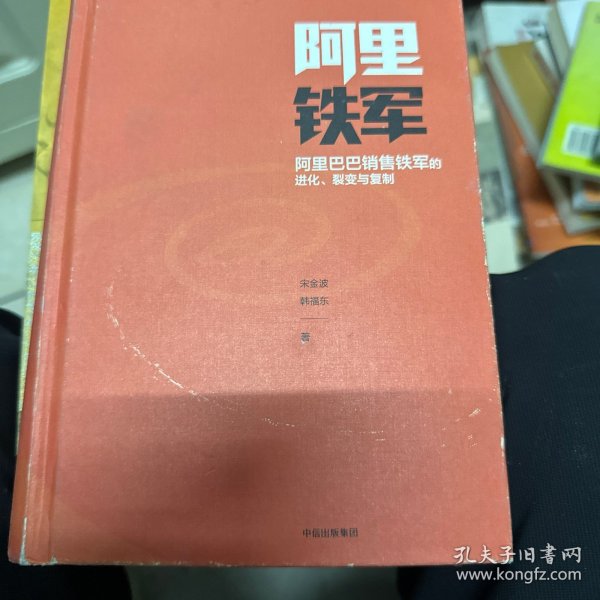 阿里
铁军
阿里巴巴销售铁军的
进化、裂变与复制
宋金波
韩福东
著
中信出版集团
孔夫子旧书网
www.kongfz.com